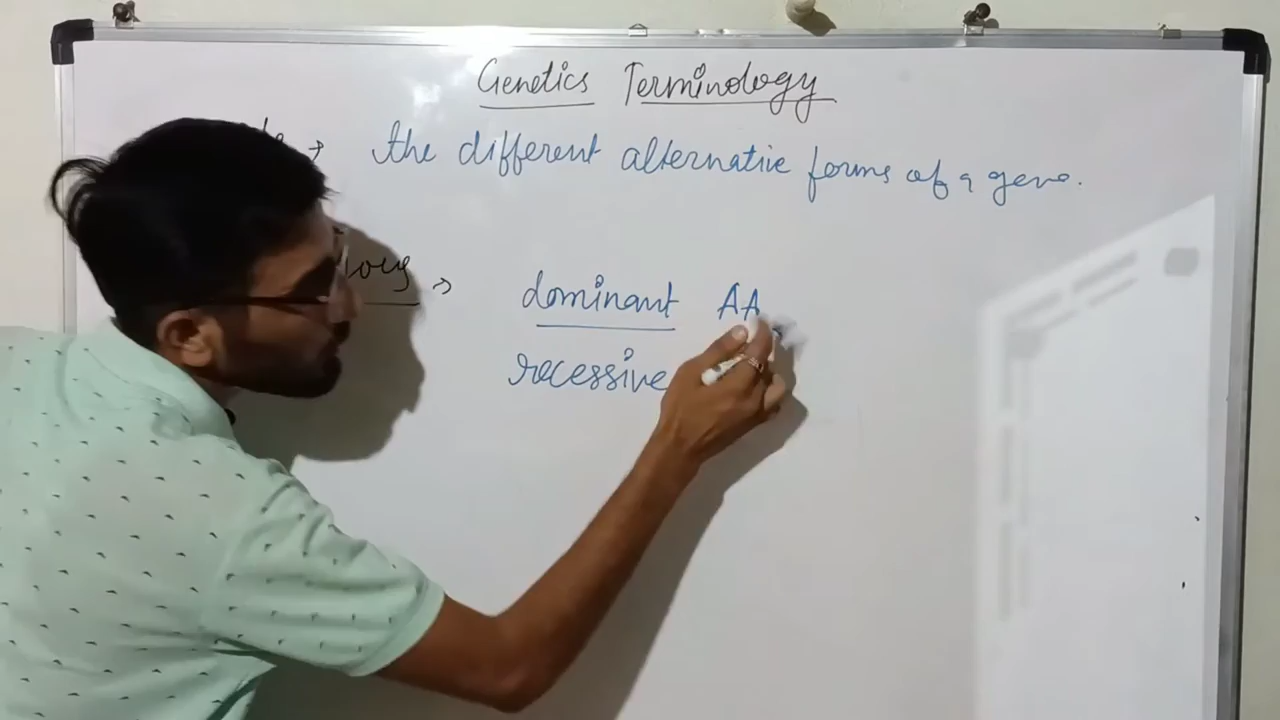 Genetics Terminology
→ the different alternative forms of a gene.
→ dominant AA
recessive